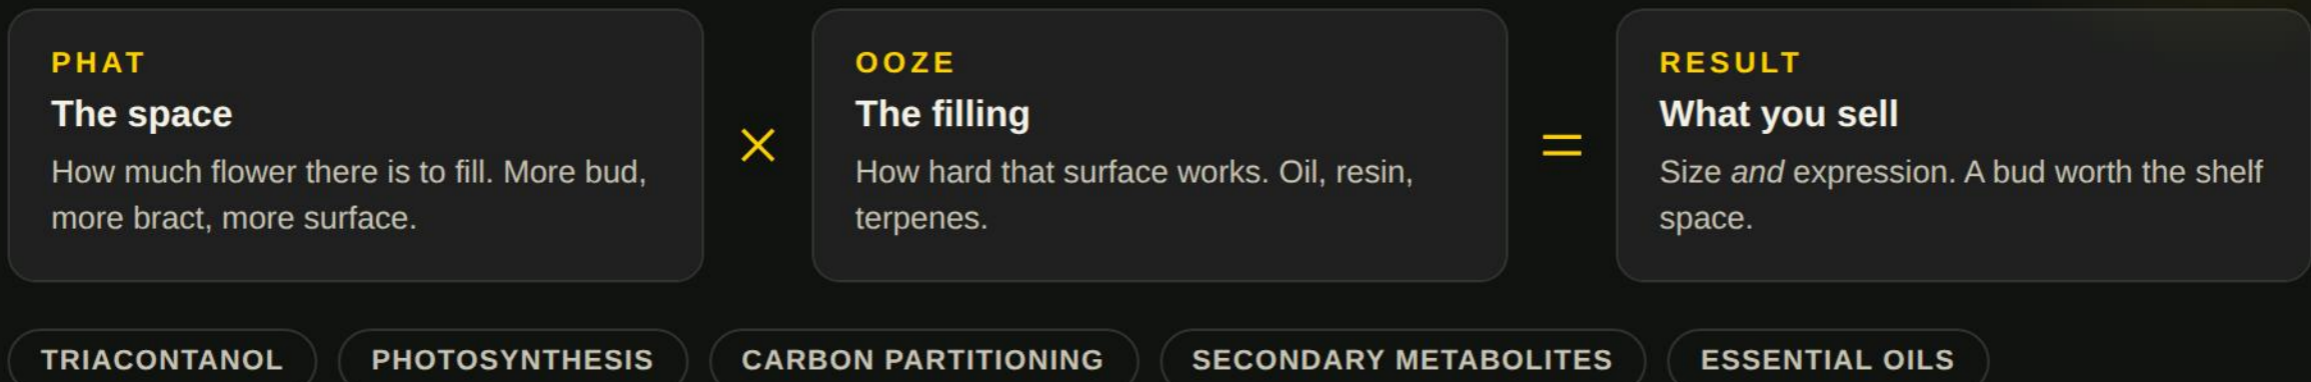 PHAT
The space
How much flower there is to fill. More bud,
more bract, more surface.
×
OOZE
The filling
How hard that surface works. Oil, resin,
terpenes.
=
RESULT
What you sell
Size and expression. A bud worth the shelf
space.
TRIACONTANOL
PHOTOSYNTHESIS
CARBON PARTITIONING
SECONDARY METABOLITES
ESSENTIAL OILS